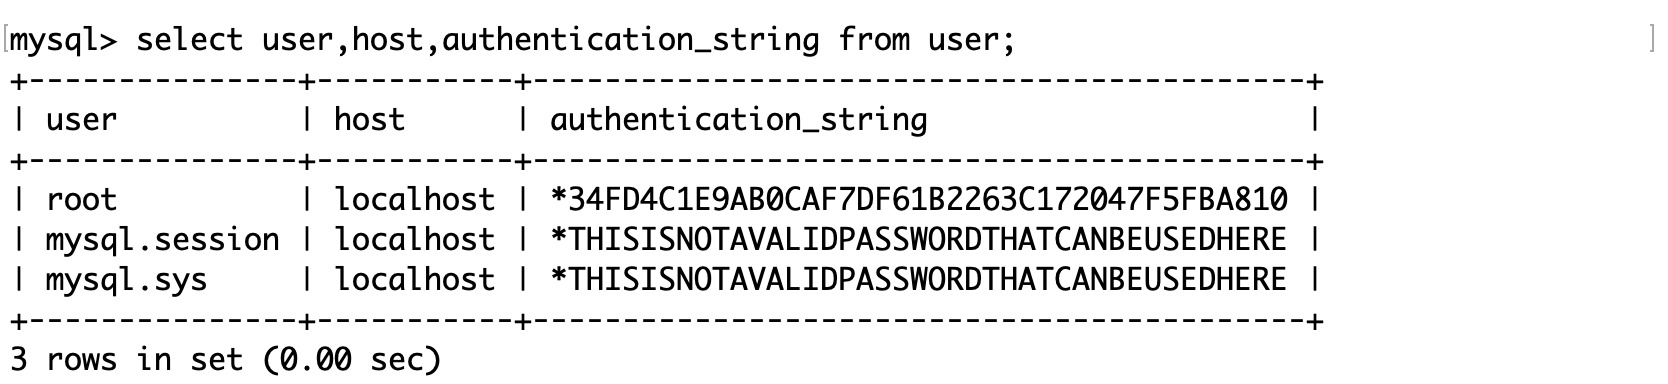 mysql> select user,host,authentication_string from user;
+---------------+-----------+-------------------------------------------+
| user          | host      | authentication_string                     |
+---------------+-----------+-------------------------------------------+
| root          | localhost | *34FD4C1E9AB0CAF7DF61B2263C172047F5FBA810 |
| mysql.session | localhost | *THISISNOTAVALIDPASSWORDTHATCANBEUSEDHERE |
| mysql.sys     | localhost | *THISISNOTAVALIDPASSWORDTHATCANBEUSEDHERE |
+---------------+-----------+-------------------------------------------+
3 rows in set (0.00 sec)